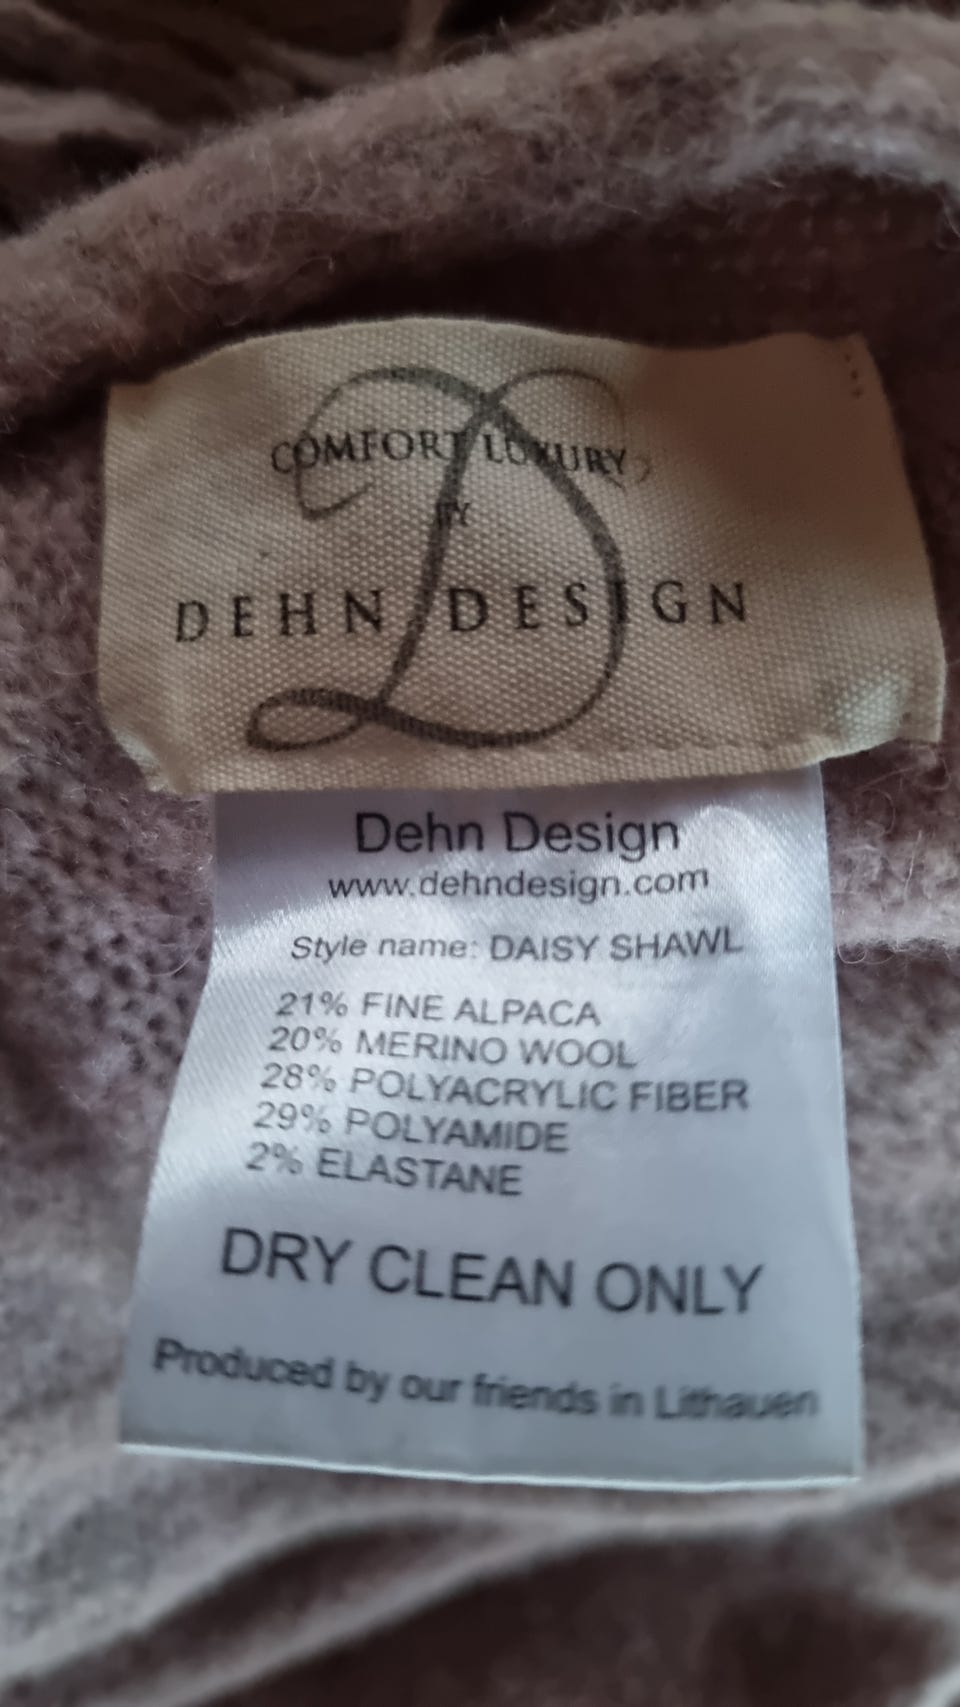 COMFORT LUXURY
BY
DEHN DESIGN
Dehn Design
www.dehndesign.com
Style name: DAISY SHAWL
21% FINE ALPACA
20% MERINO WOOL
28% POLYACRYLIC FIBER
29% POLYAMIDE
2% ELASTANE
DRY CLEAN ONLY
Produced by our friends in Lithauen